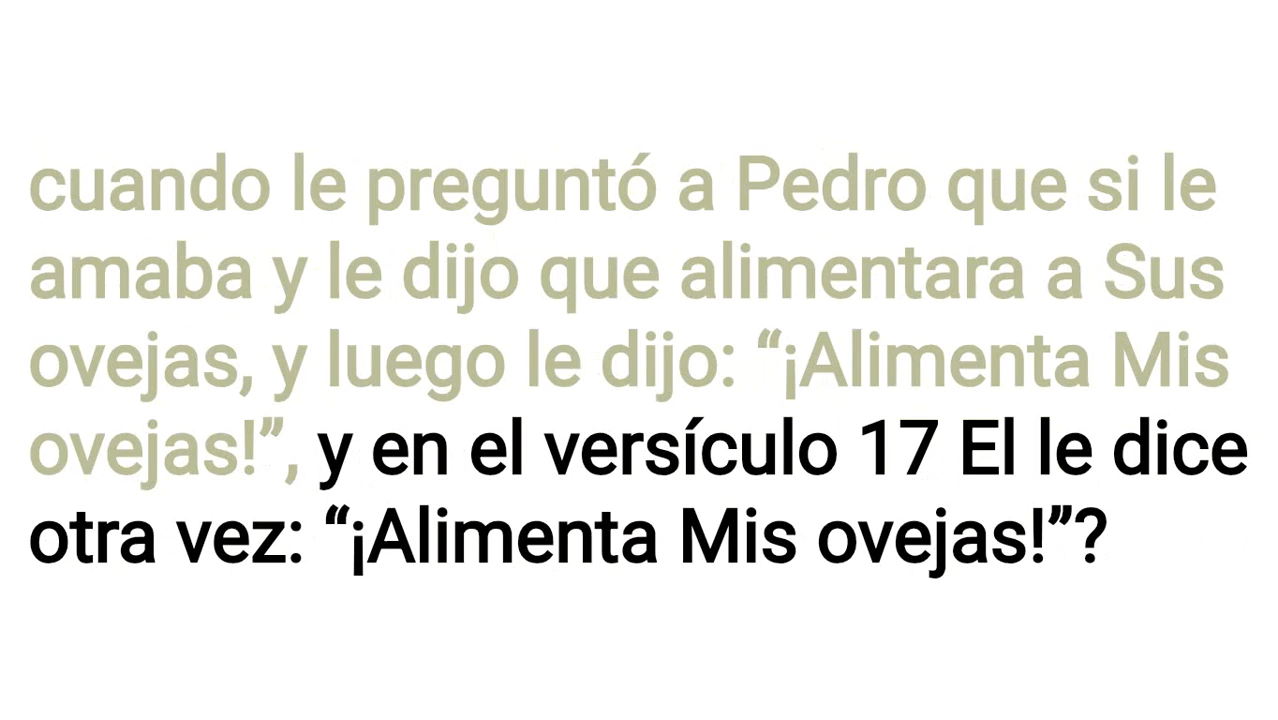 cuando le preguntó a Pedro que si le
amaba y le dijo que alimentara a Sus
ovejas, y luego le dijo: “¡Alimenta Mis
ovejas!”, y en el versículo 17 El le dice
otra vez: “¡Alimenta Mis ovejas!”?